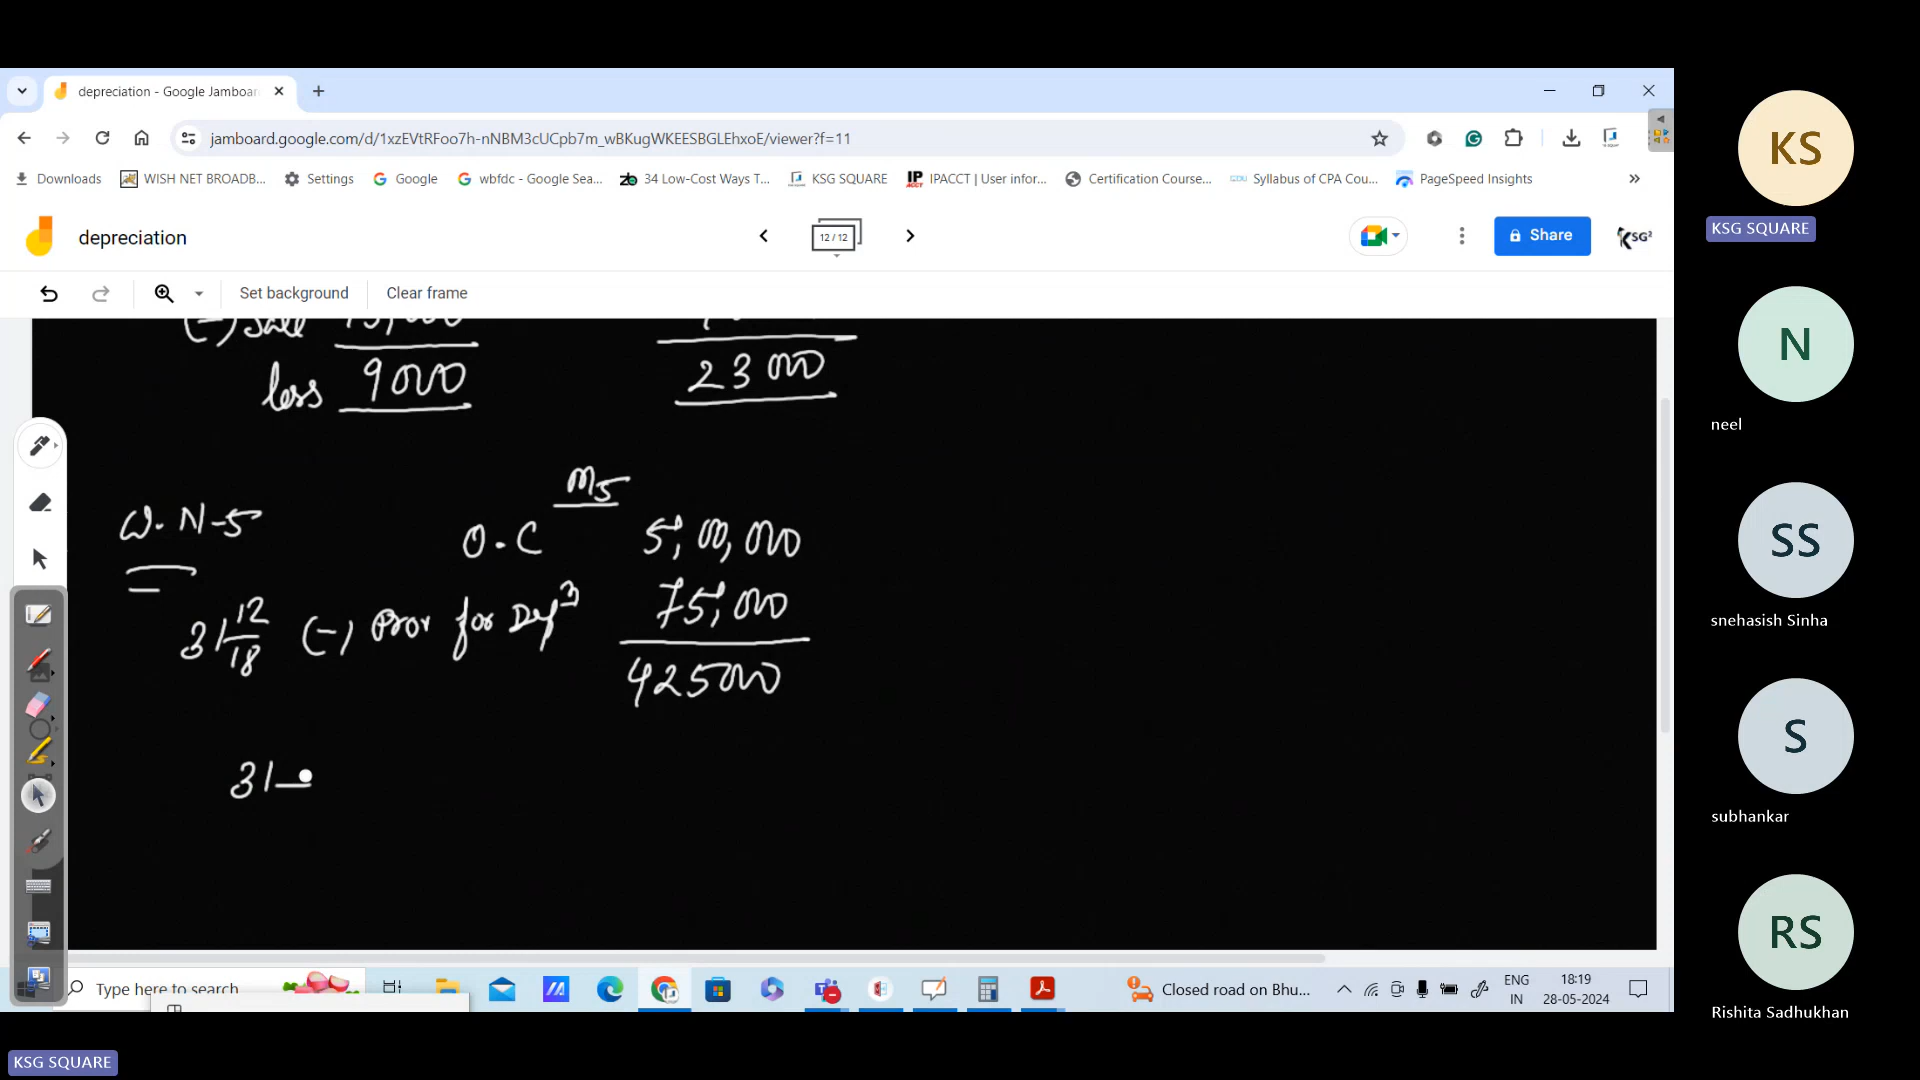 depreciation - Google Jamboar
jamboard.google.com/d/1xzEVtRFoo7h-nNBM3cUCpb7m_wBKugWKEESBGLEhxoE/viewer?f=11
Downloads WISH NET BROADB... Settings Google wbfdc - Google Sea... 34 Low-Cost Ways T... KSG SQUARE IPACCT | User infor... Certification Course... Syllabus of CPA Cou... PageSpeed Insights
depreciation
12 / 12
Share
KSG²
Set background Clear frame
(-) Sale
loss 9000 23000
M5
W.N-5
O.C 5,00,000
31 12/18 (-) Prov for Dep³ 75,000
425000
31
Type here to search
Closed road on Bhu...
ENG IN
18:19
28-05-2024
KS
KSG SQUARE
N
neel
SS
snehasish Sinha
S
subhankar
RS
Rishita Sadhukhan
KSG SQUARE